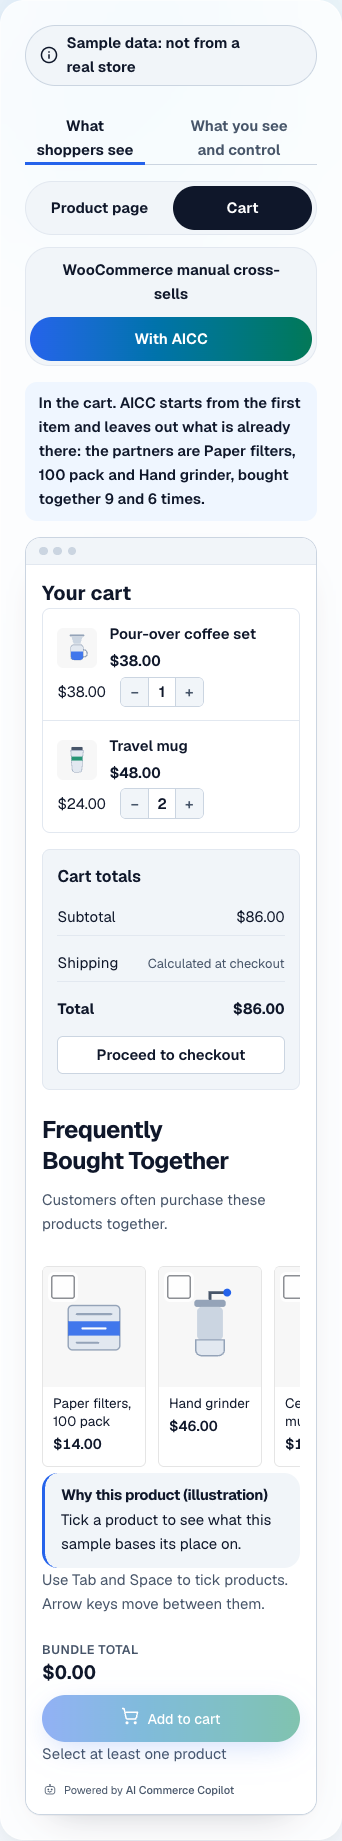 Sample data: not from a
real store
What
shoppers see
What you see
and control
Product page
Cart
WooCommerce manual cross-
sells
With AICC
In the cart. AICC starts from the first
item and leaves out what is already
there: the partners are Paper filters,
100 pack and Hand grinder, bought
together 9 and 6 times.
Your cart
Pour-over coffee set
$38.00
$38.00 − 1 +
Travel mug
$48.00
$24.00 − 2 +
Cart totals
Subtotal $86.00
Shipping Calculated at checkout
Total $86.00
Proceed to checkout
Frequently
Bought Together
Customers often purchase these
products together.
Paper filters,
100 pack
$14.00
Hand grinder
$46.00
Ce
mu
$1
Why this product (illustration)
Tick a product to see what this
sample bases its place on.
Use Tab and Space to tick products.
Arrow keys move between them.
BUNDLE TOTAL
$0.00
Add to cart
Select at least one product
Powered by AI Commerce Copilot